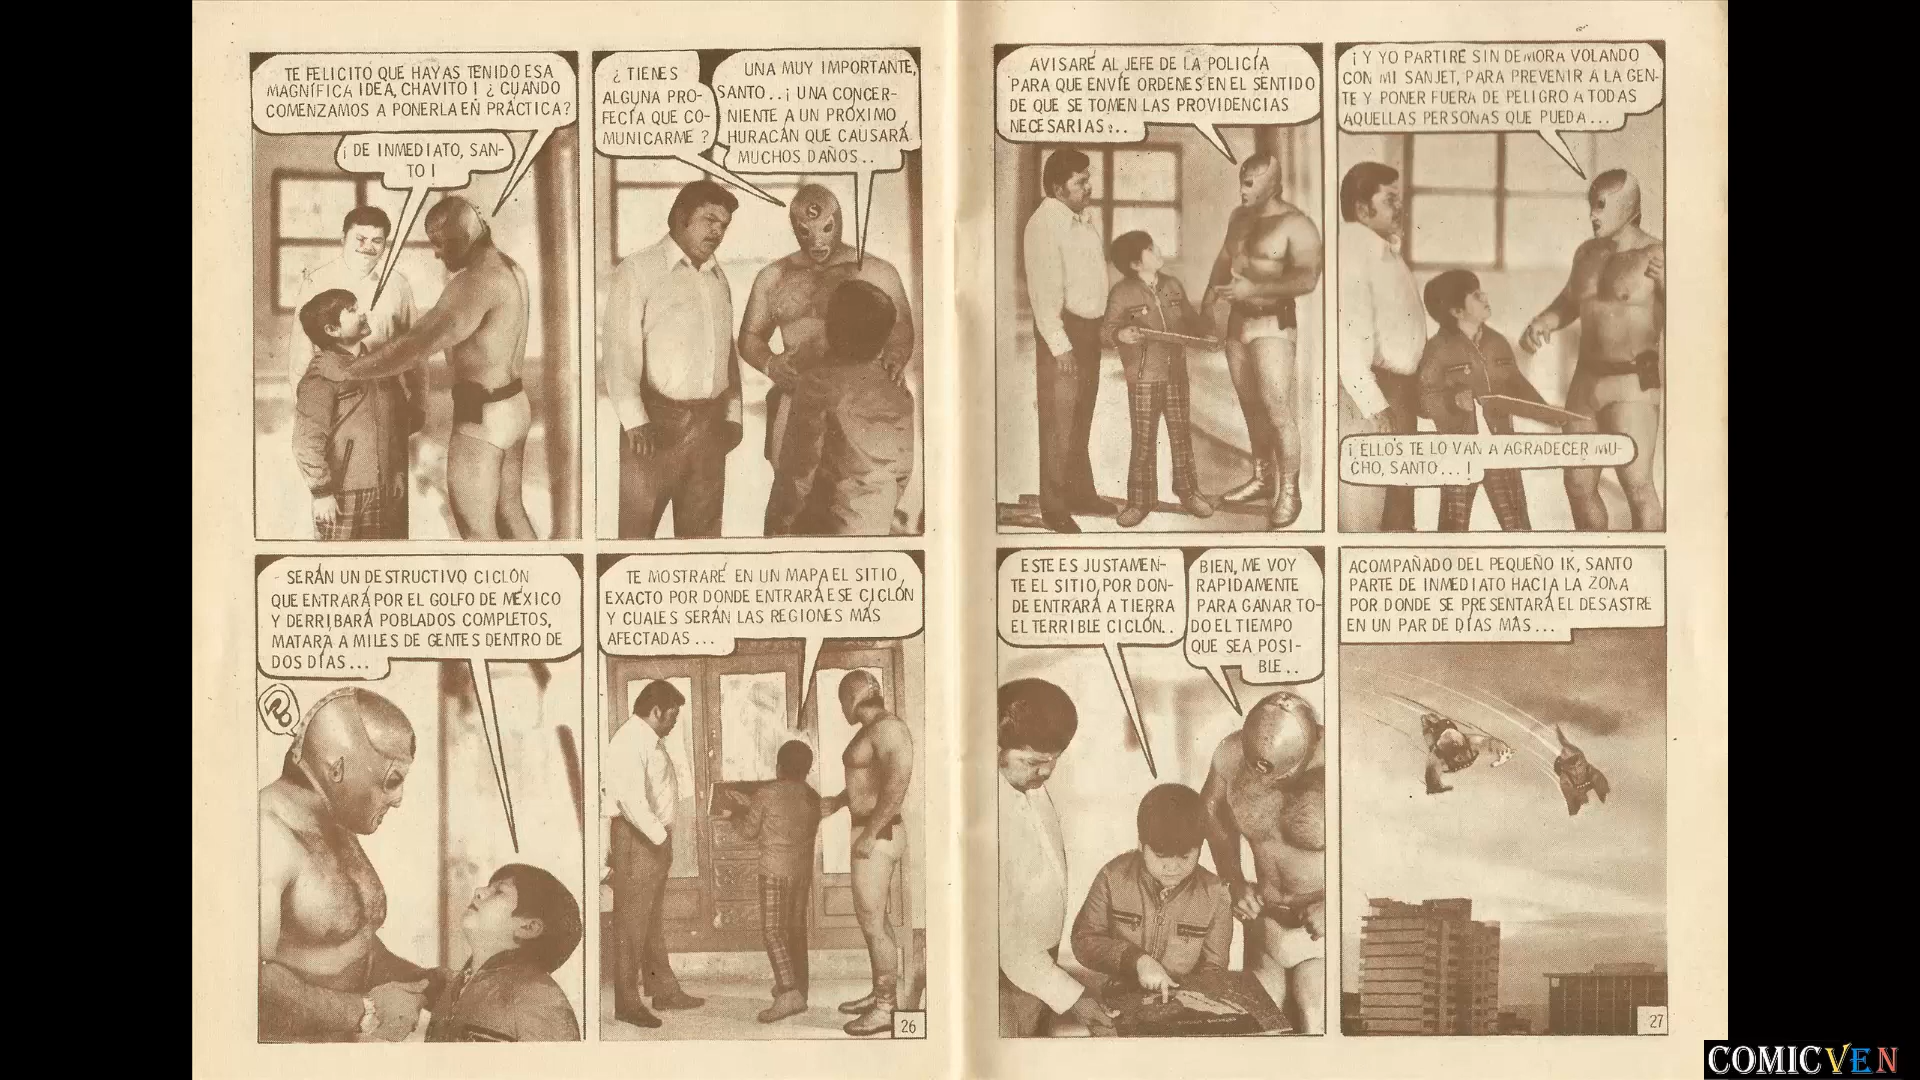 TE FELICITO QUE HAYAS TENIDO ESA
MAGNÍFICA IDEA, CHAVITO! ¿CUANDO
COMENZAMOS A PONERLA EN PRÁCTICA?
¡DE INMEDIATO, SAN-
TO!
¿TIENES
ALGUNA PRO-
FECÍA QUE CO-
MUNICARME?
UNA MUY IMPORTANTE,
SANTO..¡UNA CONCER-
NIENTE A UN PRÓXIMO
HURACÁN QUE CAUSARÁ
MUCHOS DAÑOS..
SERÁN UN DESTRUCTIVO CICLÓN
QUE ENTRARÁ POR EL GOLFO DE MÉXICO
Y DERRIBARÁ POBLADOS COMPLETOS,
MATARÁ A MILES DE GENTES DENTRO DE
DOS DÍAS...
?
TE MOSTRARÉ EN UN MAPA EL SITIO,
EXACTO POR DONDE ENTRARÁ ESE CICLÓN
Y CUALES SERÁN LAS REGIONES MÁS
AFECTADAS...
26
AVISARÉ AL JEFE DE LA POLICÍA
PARA QUE ENVÍE ORDENES EN EL SENTIDO
DE QUE SE TOMEN LAS PROVIDENCIAS
NECESARIAS...
¡Y YO PARTIRÉ SIN DEMORA VOLANDO
CON MI SANJET, PARA PREVENIR A LA GEN-
TE Y PONER FUERA DE PELIGRO A TODAS
AQUELLAS PERSONAS QUE PUEDA...
¡ELLOS TE LO VAN A AGRADECER MU-
CHO, SANTO...!
ESTE ES JUSTAMEN-
TE EL SITIO, POR DON-
DE ENTRARÁ A TIERRA
EL TERRIBLE CICLÓN..
BIEN, ME VOY
RAPIDAMENTE
PARA GANAR TO-
DO EL TIEMPO
QUE SEA POSI-
BLE..
ACOMPAÑADO DEL PEQUEÑO IK, SANTO
PARTE DE INMEDIATO HACIA LA ZONA
POR DONDE SE PRESENTARÁ EL DESASTRE
EN UN PAR DE DÍAS MÁS...
27
COMICVEN